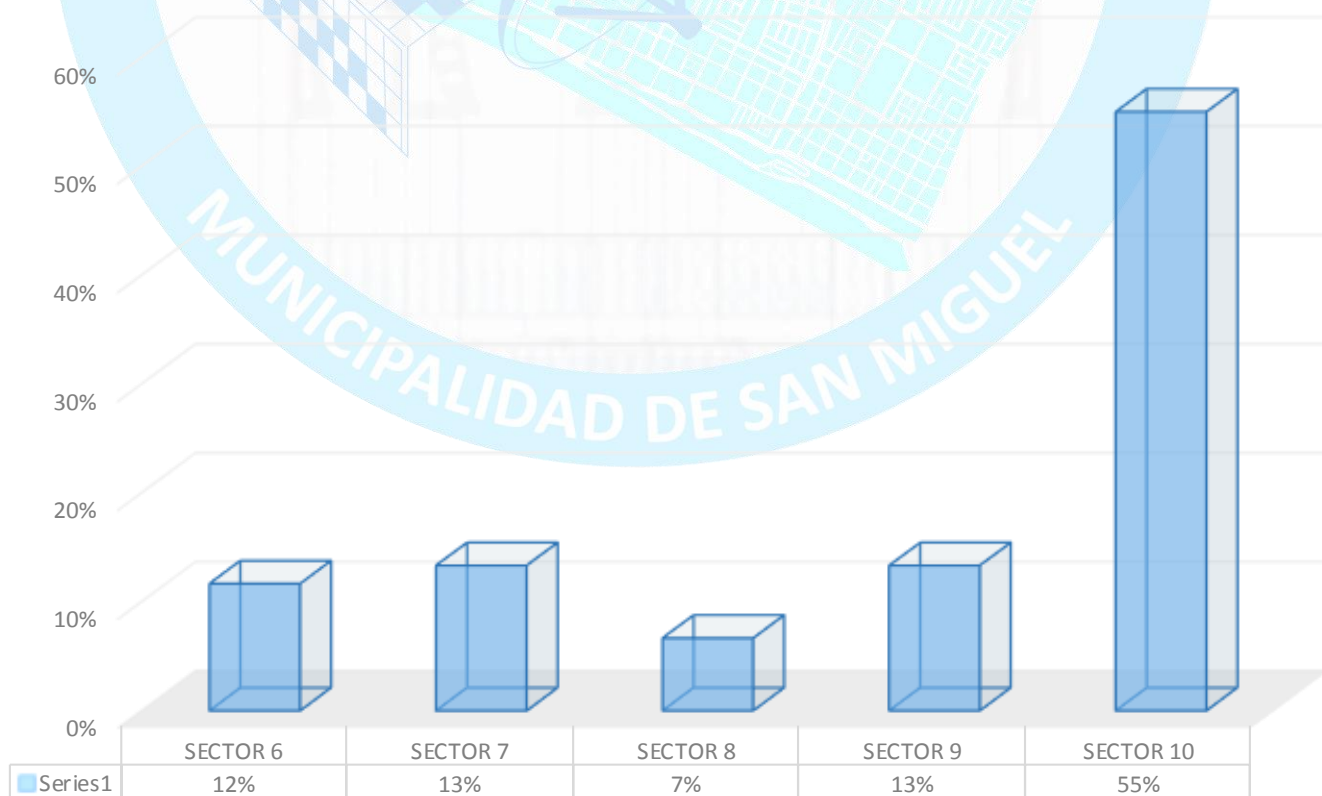 60%
50%
40%
30%
20%
10%
0%
MUNICIPALIDAD DE SAN MIGUEL
SECTOR 6 SECTOR 7 SECTOR 8 SECTOR 9 SECTOR 10
Series1 12% 13% 7% 13% 55%